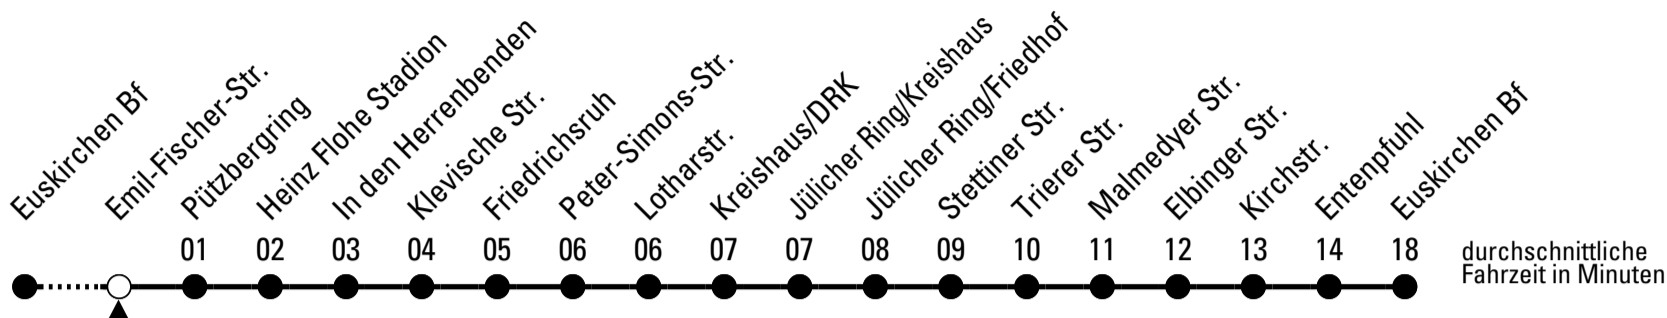 Euskirchen Bf
Emil-Fischer-Str.
Pützbergring
Heinz Flohe Stadion
In den Herrenbenden
Klevische Str.
Friedrichsruh
Peter-Simons-Str.
Lotharstr.
Kreishaus/DRK
Jülicher Ring/Kreishaus
Jülicher Ring/Friedhof
Stettiner Str.
Trierer Str.
Malmedyer Str.
Elbinger Str.
Kirchstr.
Entenpfuhl
Euskirchen Bf
01 02 03 04 05 06 06 07 07 08 09 10 11 12 13 14 18
durchschnittliche
Fahrzeit in Minuten